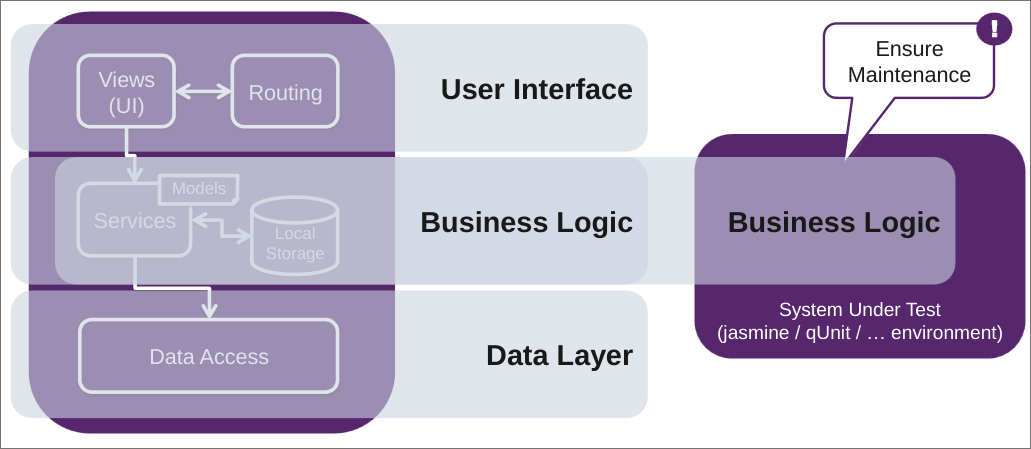 Ensure
Maintenance
!
Views
(UI)
Routing
User Interface
Models
Services
Local
Storage
Business Logic
Business Logic
System Under Test
(jasmine / qUnit / … environment)
Data Access
Data Layer